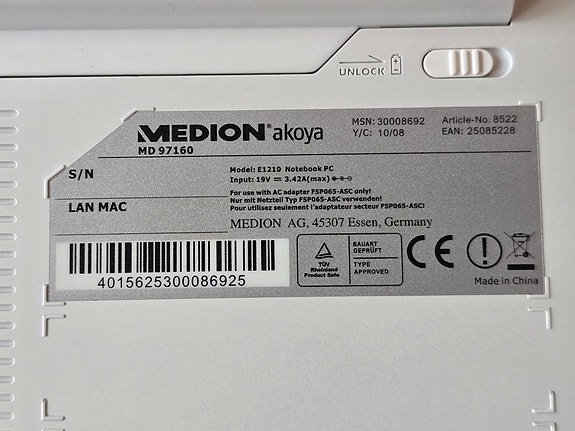 UNLOCK
MEDION® akoya
MD 97160
MSN: 30008692
Y/C: 10/08
Article-No. 8522
EAN: 25085228
S/N
Model: E1210 Notebook PC
Input: 19V ⎓ 3.42A(max)
For use with AC adapter FSP065-ASC only!
Nur mit Netzteil Typ FSP065-ASC verwenden!
Pour utilisez seulement l'adaptateur secteur FSP065-ASC!
LAN MAC
MEDION AG, 45307 Essen, Germany
4015625300086925
TÜV
Rheinland
Product Safe
BAUART
GEPRÜFT
TYPE
APPROVED
CE
Made in China